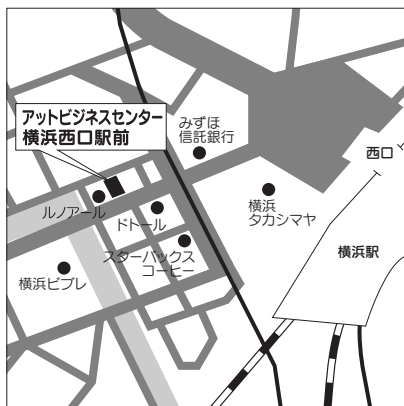 アットビジネスセンター
横浜西口駅前
みずほ
信託銀行
西口
ルノアール
ドトール
横浜
タカシマヤ
スターバックス
コーヒー
横浜駅
横浜ビブレ